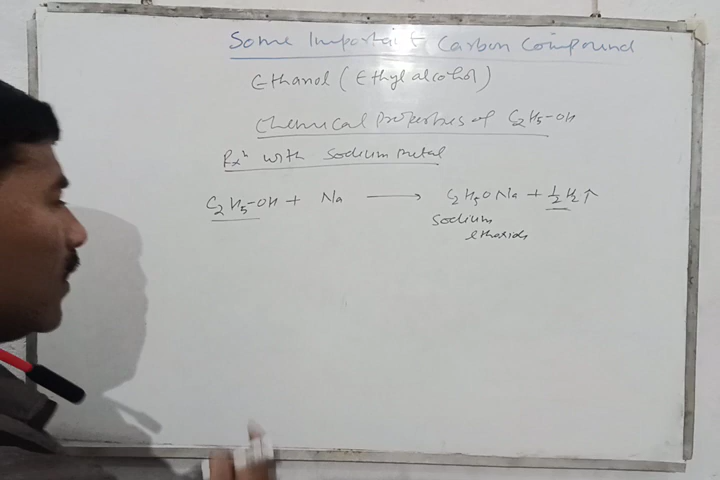 Some Important Carbon Compound
Ethanol (Ethyl alcohol)
Chemical Properties of C2H5-OH
Rxn with Sodium Metal
C2H5-OH + Na ⟶ C2H5ONa + 1/2 H2↑
Sodium
ethoxide